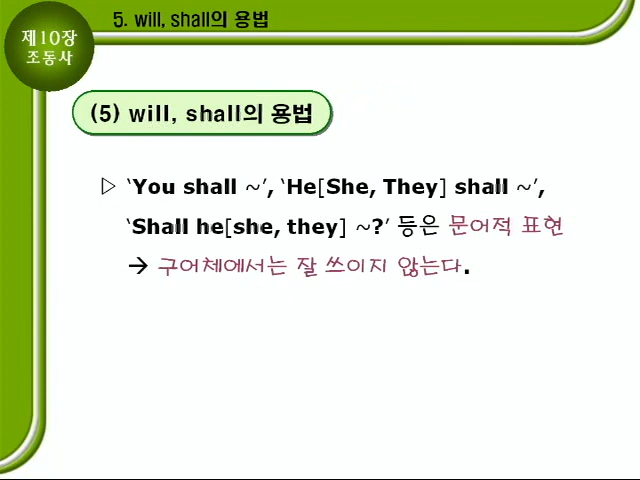 5. will, shall의 용법
제10장
조동사
(5) will, shall의 용법
▷ ‘You shall ~’, ‘He[She, They] shall ~’,
‘Shall he[she, they] ~?’ 등은 문어적 표현
→ 구어체에서는 잘 쓰이지 않는다.